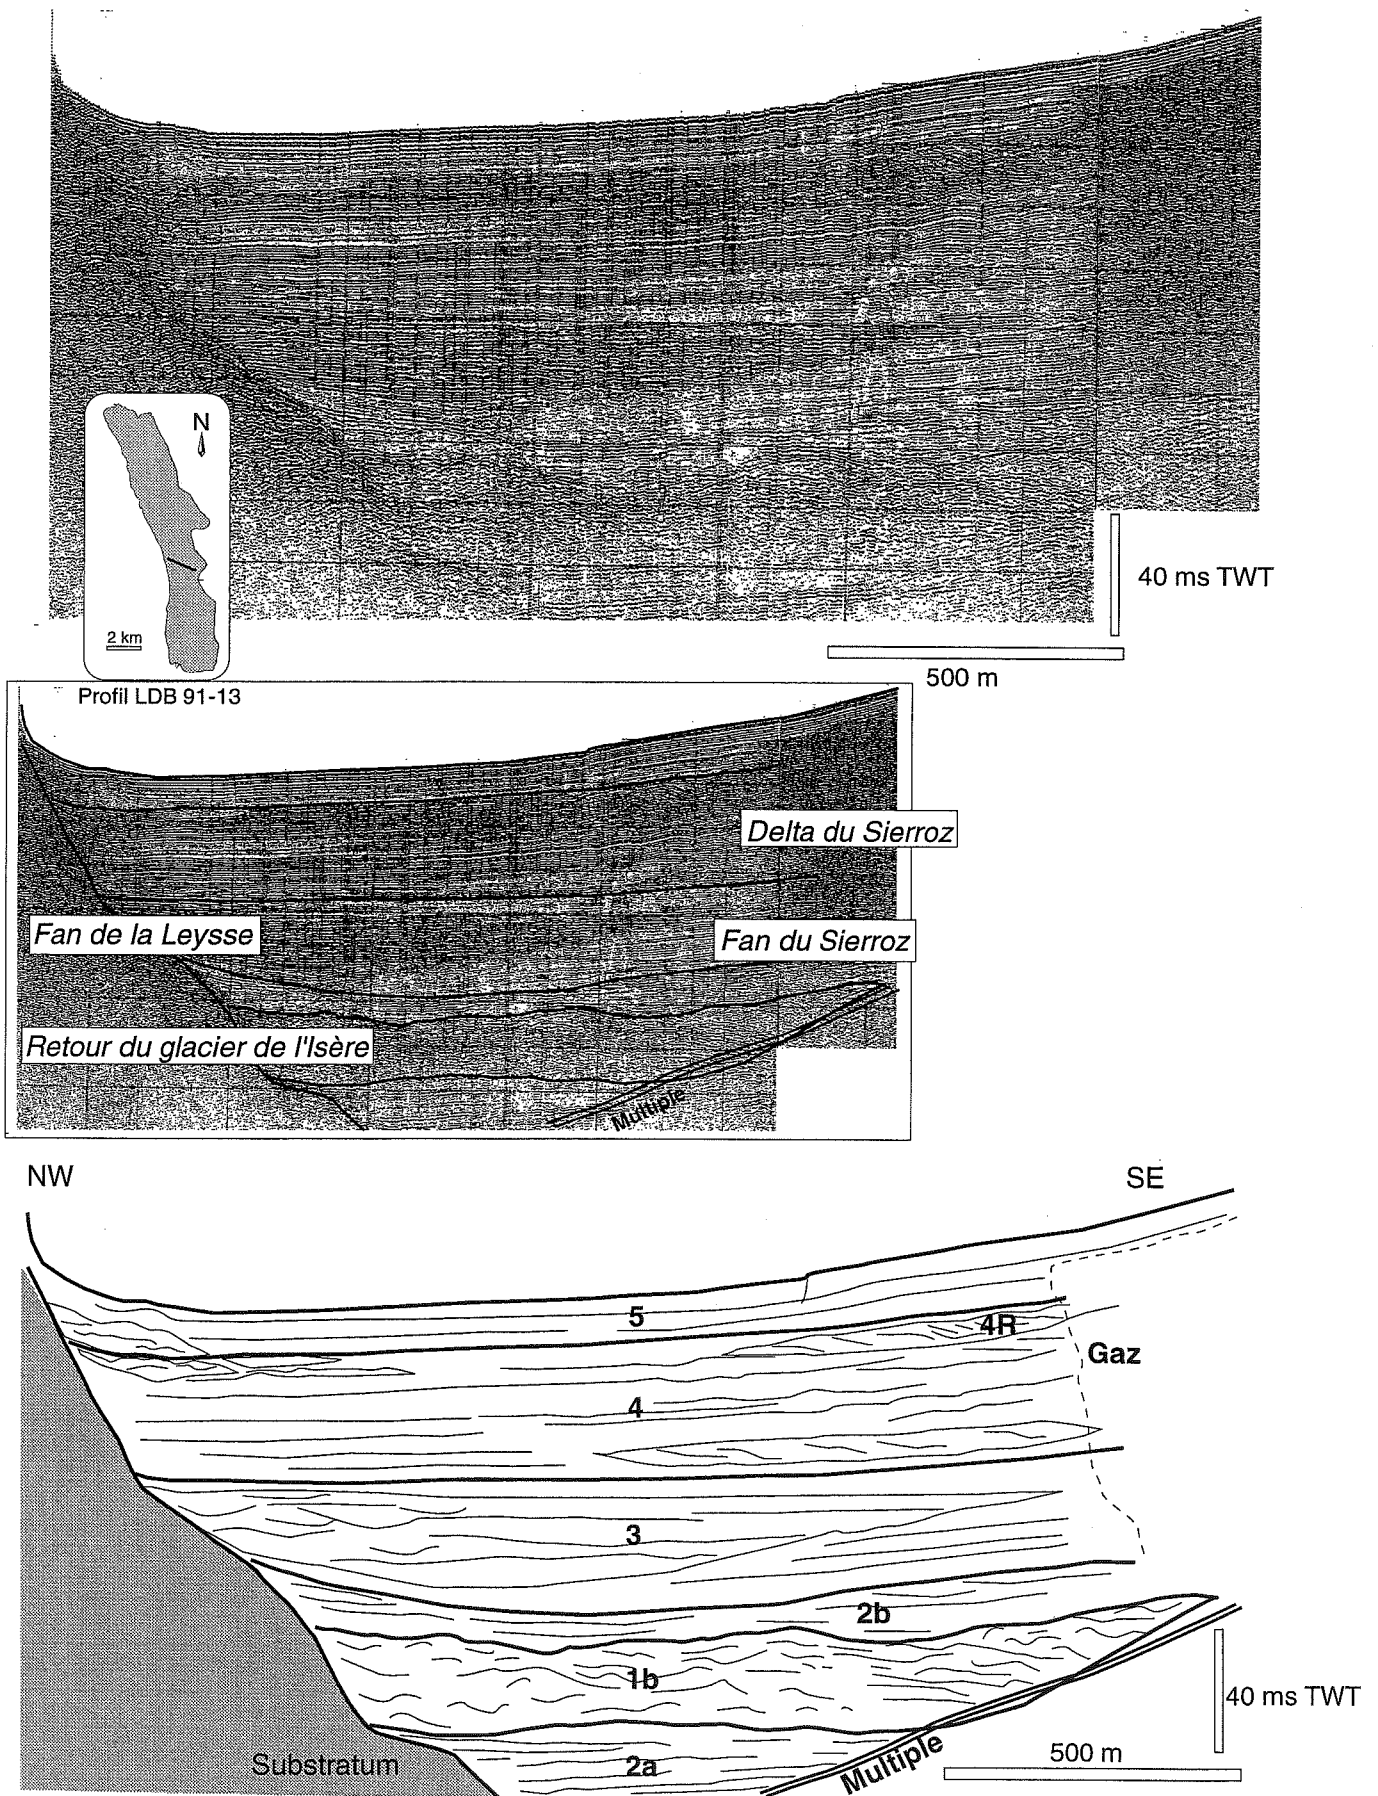 N
2 km
40 ms TWT
500 m
Profil LDB 91-13
Delta du Sierroz
Fan de la Leysse
Fan du Sierroz
Retour du glacier de l'Isère
Multiple
NW
SE
5
4R
Gaz
4
3
2b
1b
40 ms TWT
500 m
Substratum
2a
Multiple